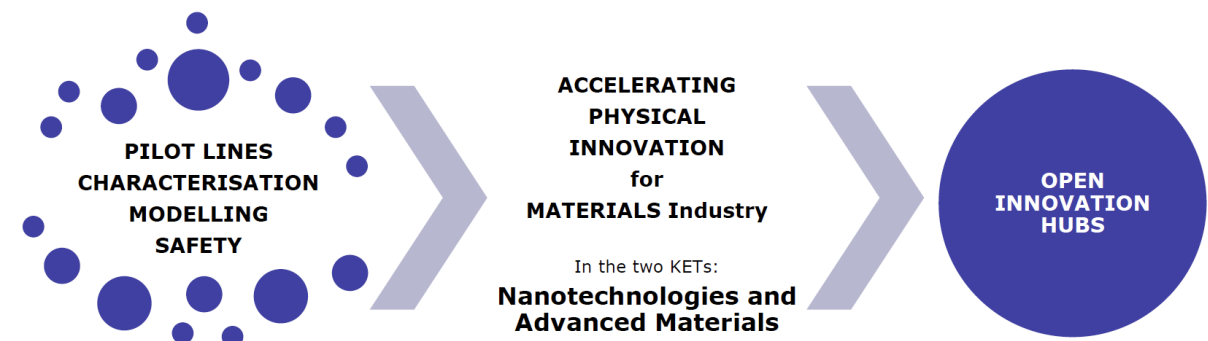 PILOT LINES
CHARACTERISATION
MODELLING
SAFETY
ACCELERATING
PHYSICAL
INNOVATION
for
MATERIALS Industry
In the two KETs:
Nanotechnologies and
Advanced Materials
OPEN
INNOVATION
HUBS